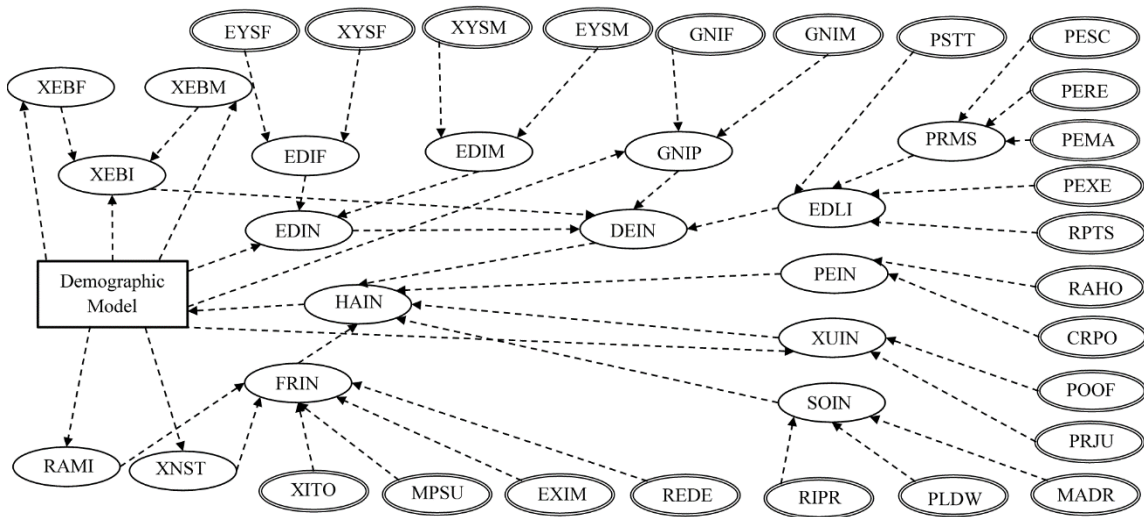 EYSF
XYSF
XYSM
EYSM
GNIF
GNIM
PSTT
PESC
XEBF
XEBM
PERE
EDIF
EDIM
GNIP
PRMS
PEMA
XEBI
PEXE
EDIN
DEIN
EDLI
RPTS
Demographic
Model
HAIN
PEIN
RAHO
XUIN
CRPO
FRIN
SOIN
POOF
PRJU
RAMI
XNST
XITO
MPSU
EXIM
REDE
RIPR
PLDW
MADR